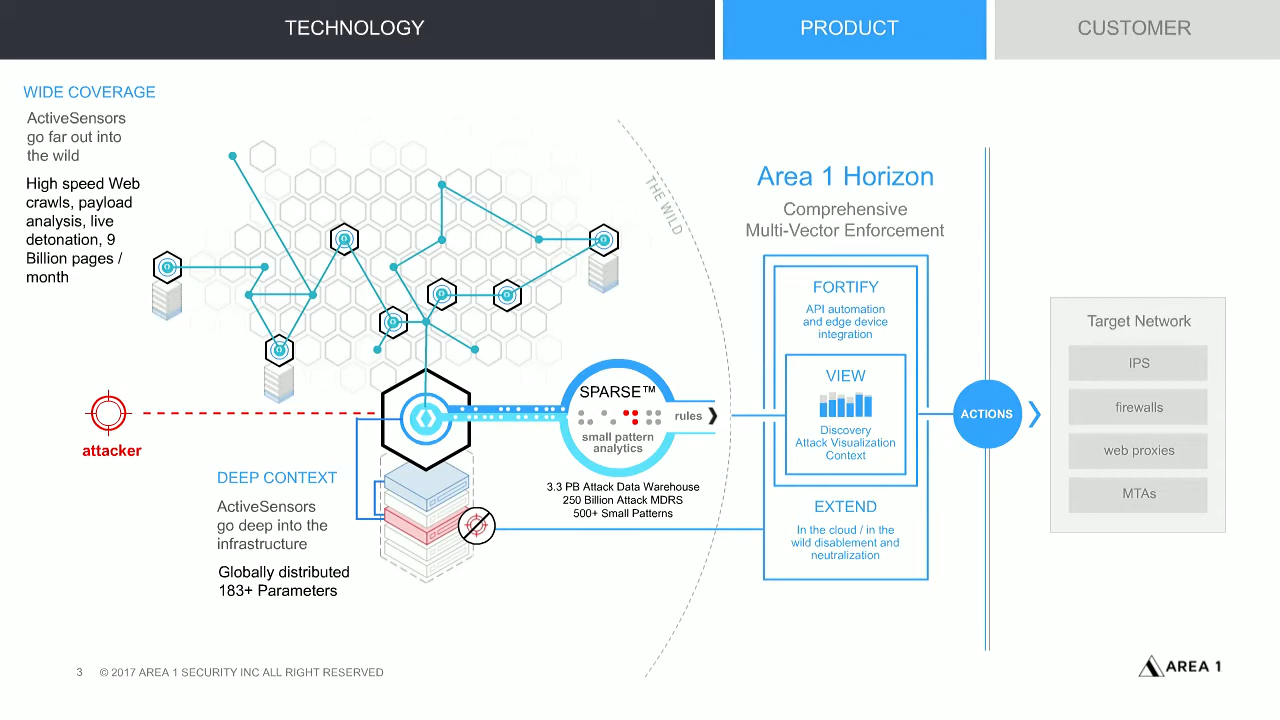 TECHNOLOGY
PRODUCT
CUSTOMER
WIDE COVERAGE
ActiveSensors
go far out into
the wild
High speed Web
crawls, payload
analysis, live
detonation, 9
Billion pages /
month
THE WILD
attacker
DEEP CONTEXT
ActiveSensors
go deep into the
infrastructure
Globally distributed
183+ Parameters
SPARSE™
small pattern
analytics
rules
3.3 PB Attack Data Warehouse
250 Billion Attack MDRS
500+ Small Patterns
Area 1 Horizon
Comprehensive
Multi-Vector Enforcement
FORTIFY
API automation
and edge device
integration
VIEW
Discovery
Attack Visualization
Context
EXTEND
In the cloud / in the
wild disablement and
neutralization
ACTIONS
Target Network
IPS
firewalls
web proxies
MTAs
3 © 2017 AREA 1 SECURITY INC ALL RIGHT RESERVED
AREA 1